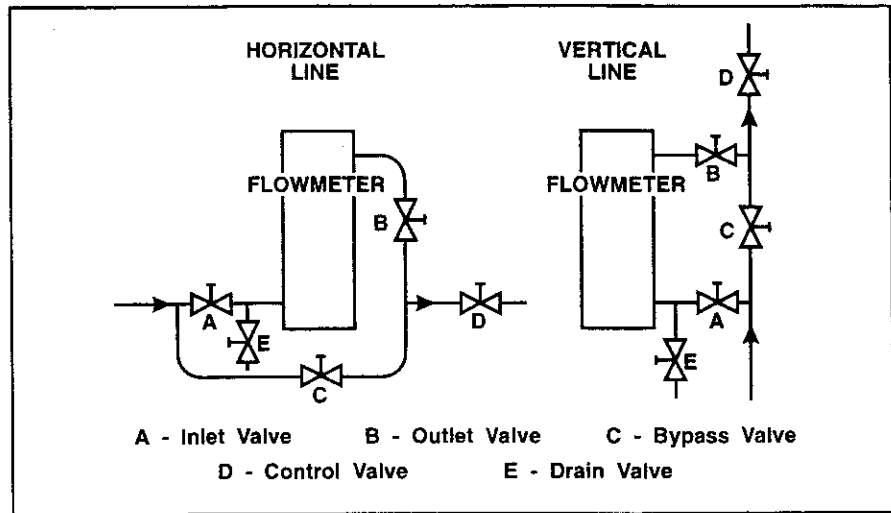 HORIZONTAL
LINE
FLOWMETER
B
A
E
C
D
VERTICAL
LINE
D
FLOWMETER
B
C
A
E
A - Inlet Valve B - Outlet Valve C - Bypass Valve
D - Control Valve E - Drain Valve